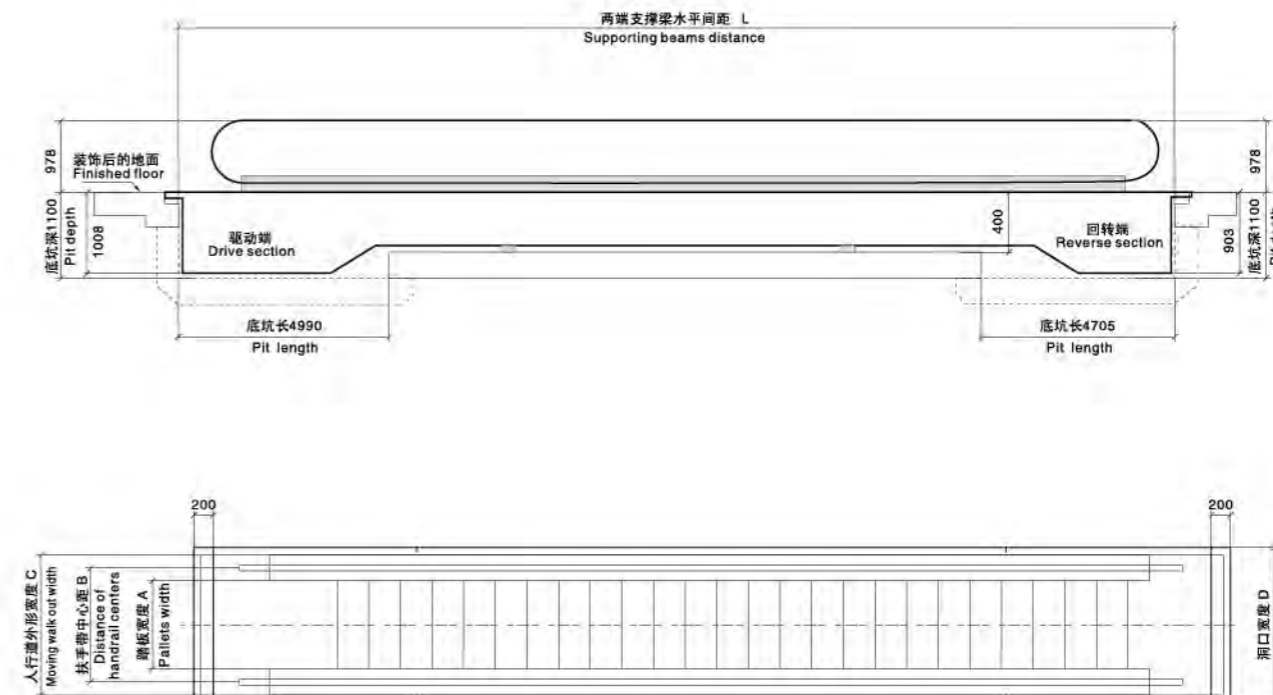 两端支撑梁水平间距 L
Supporting beams distance
978
装饰后的地面
Finished floor
底坑深1100
Pit depth
1008
驱动端
Drive section
400
回转端
Reverse section
903
978
底坑深1100
底坑长4990
Pit length
底坑长4705
Pit length
200
200
人行道外形宽度 C
Moving walk out width
扶手带中心距 B
Distance of
handrail centers
踏板宽度 A
Pallets width
洞口宽度 D